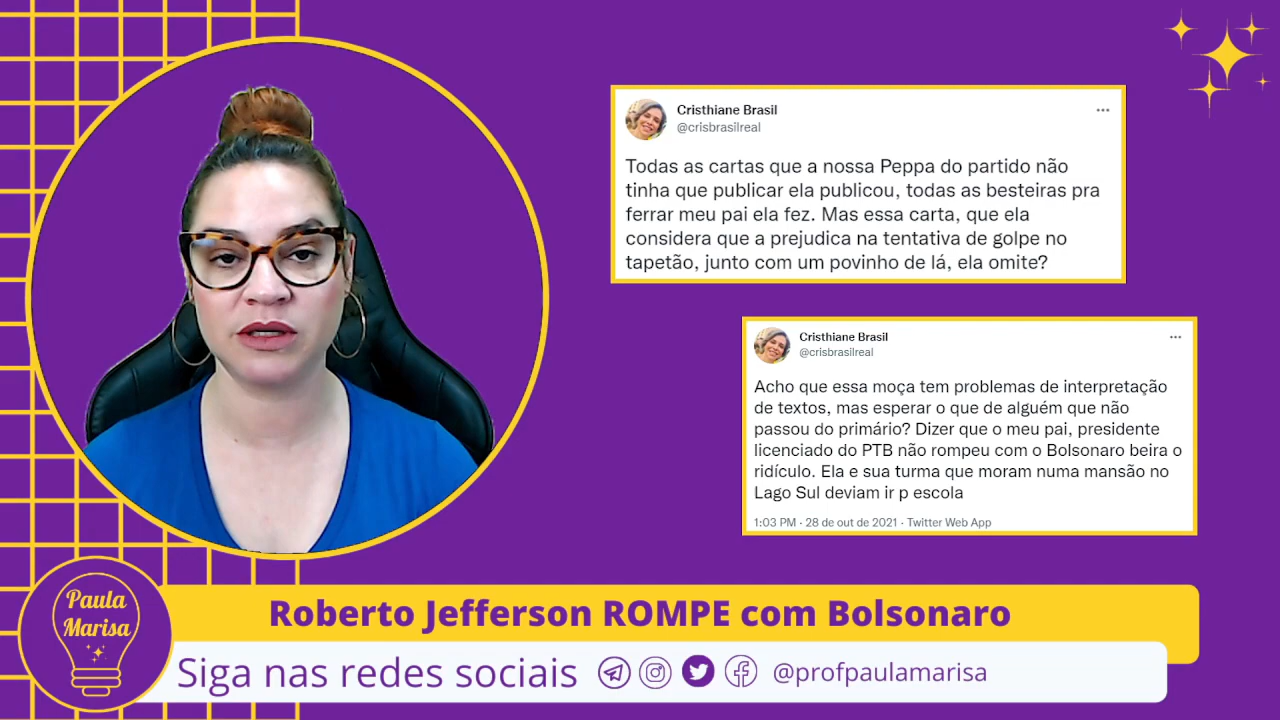 Cristhiane Brasil
@crisbrasilreal
Todas as cartas que a nossa Peppa do partido não
tinha que publicar ela publicou, todas as besteiras pra
ferrar meu pai ela fez. Mas essa carta, que ela
considera que a prejudica na tentativa de golpe no
tapetão, junto com um povinho de lá, ela omite?
Cristhiane Brasil
@crisbrasilreal
Acho que essa moça tem problemas de interpretação
de textos, mas esperar o que de alguém que não
passou do primário? Dizer que o meu pai, presidente
licenciado do PTB não rompeu com o Bolsonaro beira o
ridículo. Ela e sua turma que moram numa mansão no
Lago Sul deviam ir p escola
1:03 PM · 28 de out de 2021 · Twitter Web App
Paula
Marisa
Roberto Jefferson ROMPE com Bolsonaro
Siga nas redes sociais @profpaulamarisa